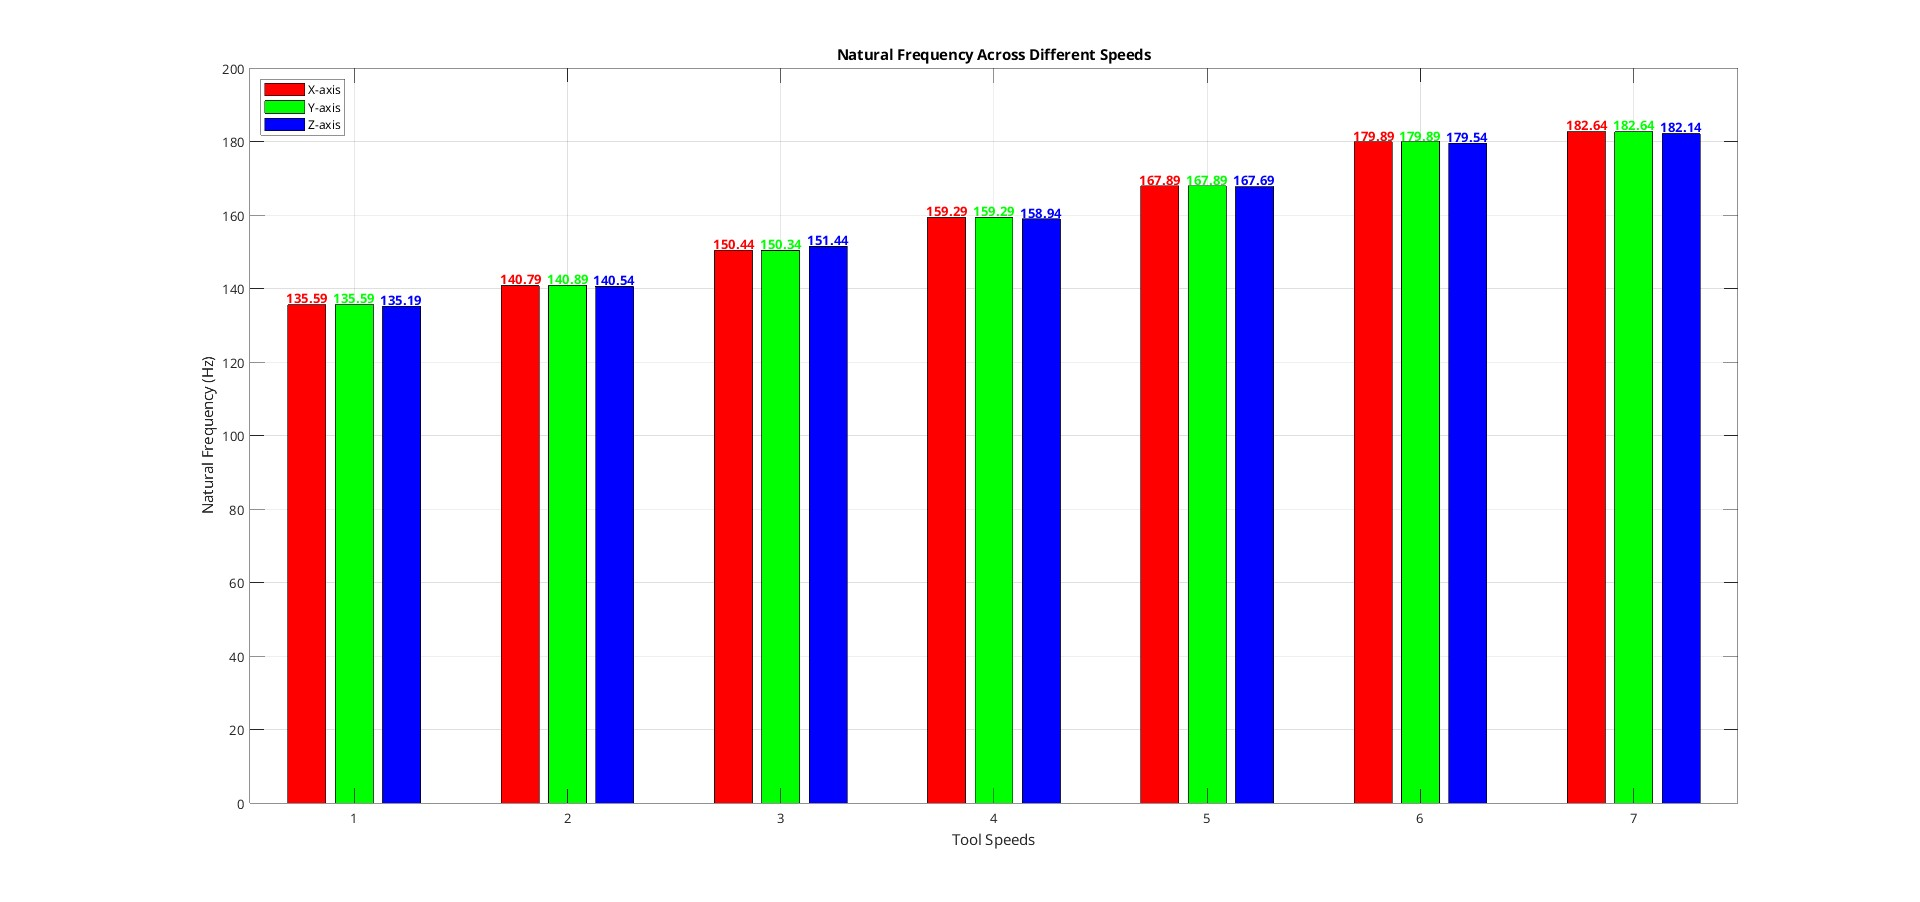 Natural Frequency Across Different Speeds
200
180
160
140
120
100
80
60
40
20
0
Natural Frequency (Hz)
X-axis
Y-axis
Z-axis
135.59 135.59 135.19
140.79 140.89 140.54
150.44 150.34 151.44
159.29 159.29 158.94
167.89 167.89 167.69
179.89 179.89 179.54
182.64 182.64 182.14
1 2 3 4 5 6 7
Tool Speeds